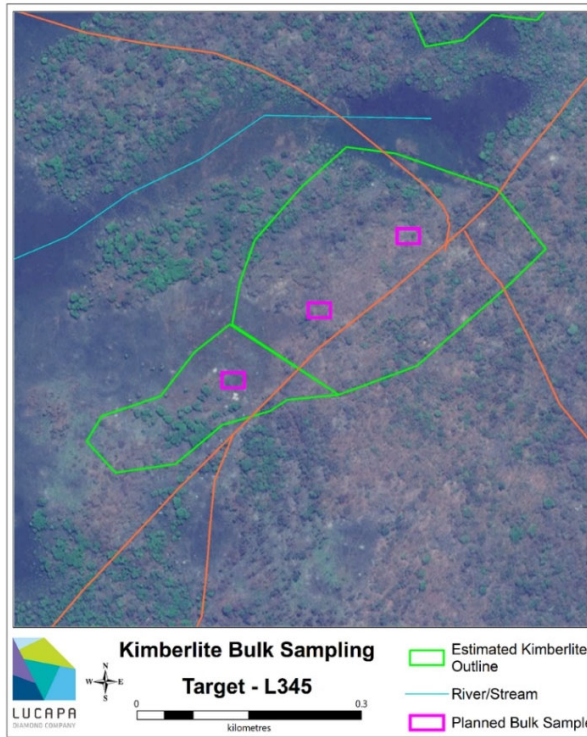 Kimberlite Bulk Sampling
Target - L345
N
W E
S
0 0.3
kilometres
LUCAPA
DIAMOND COMPANY
Estimated Kimberlite
Outline
River/Stream
Planned Bulk Sample